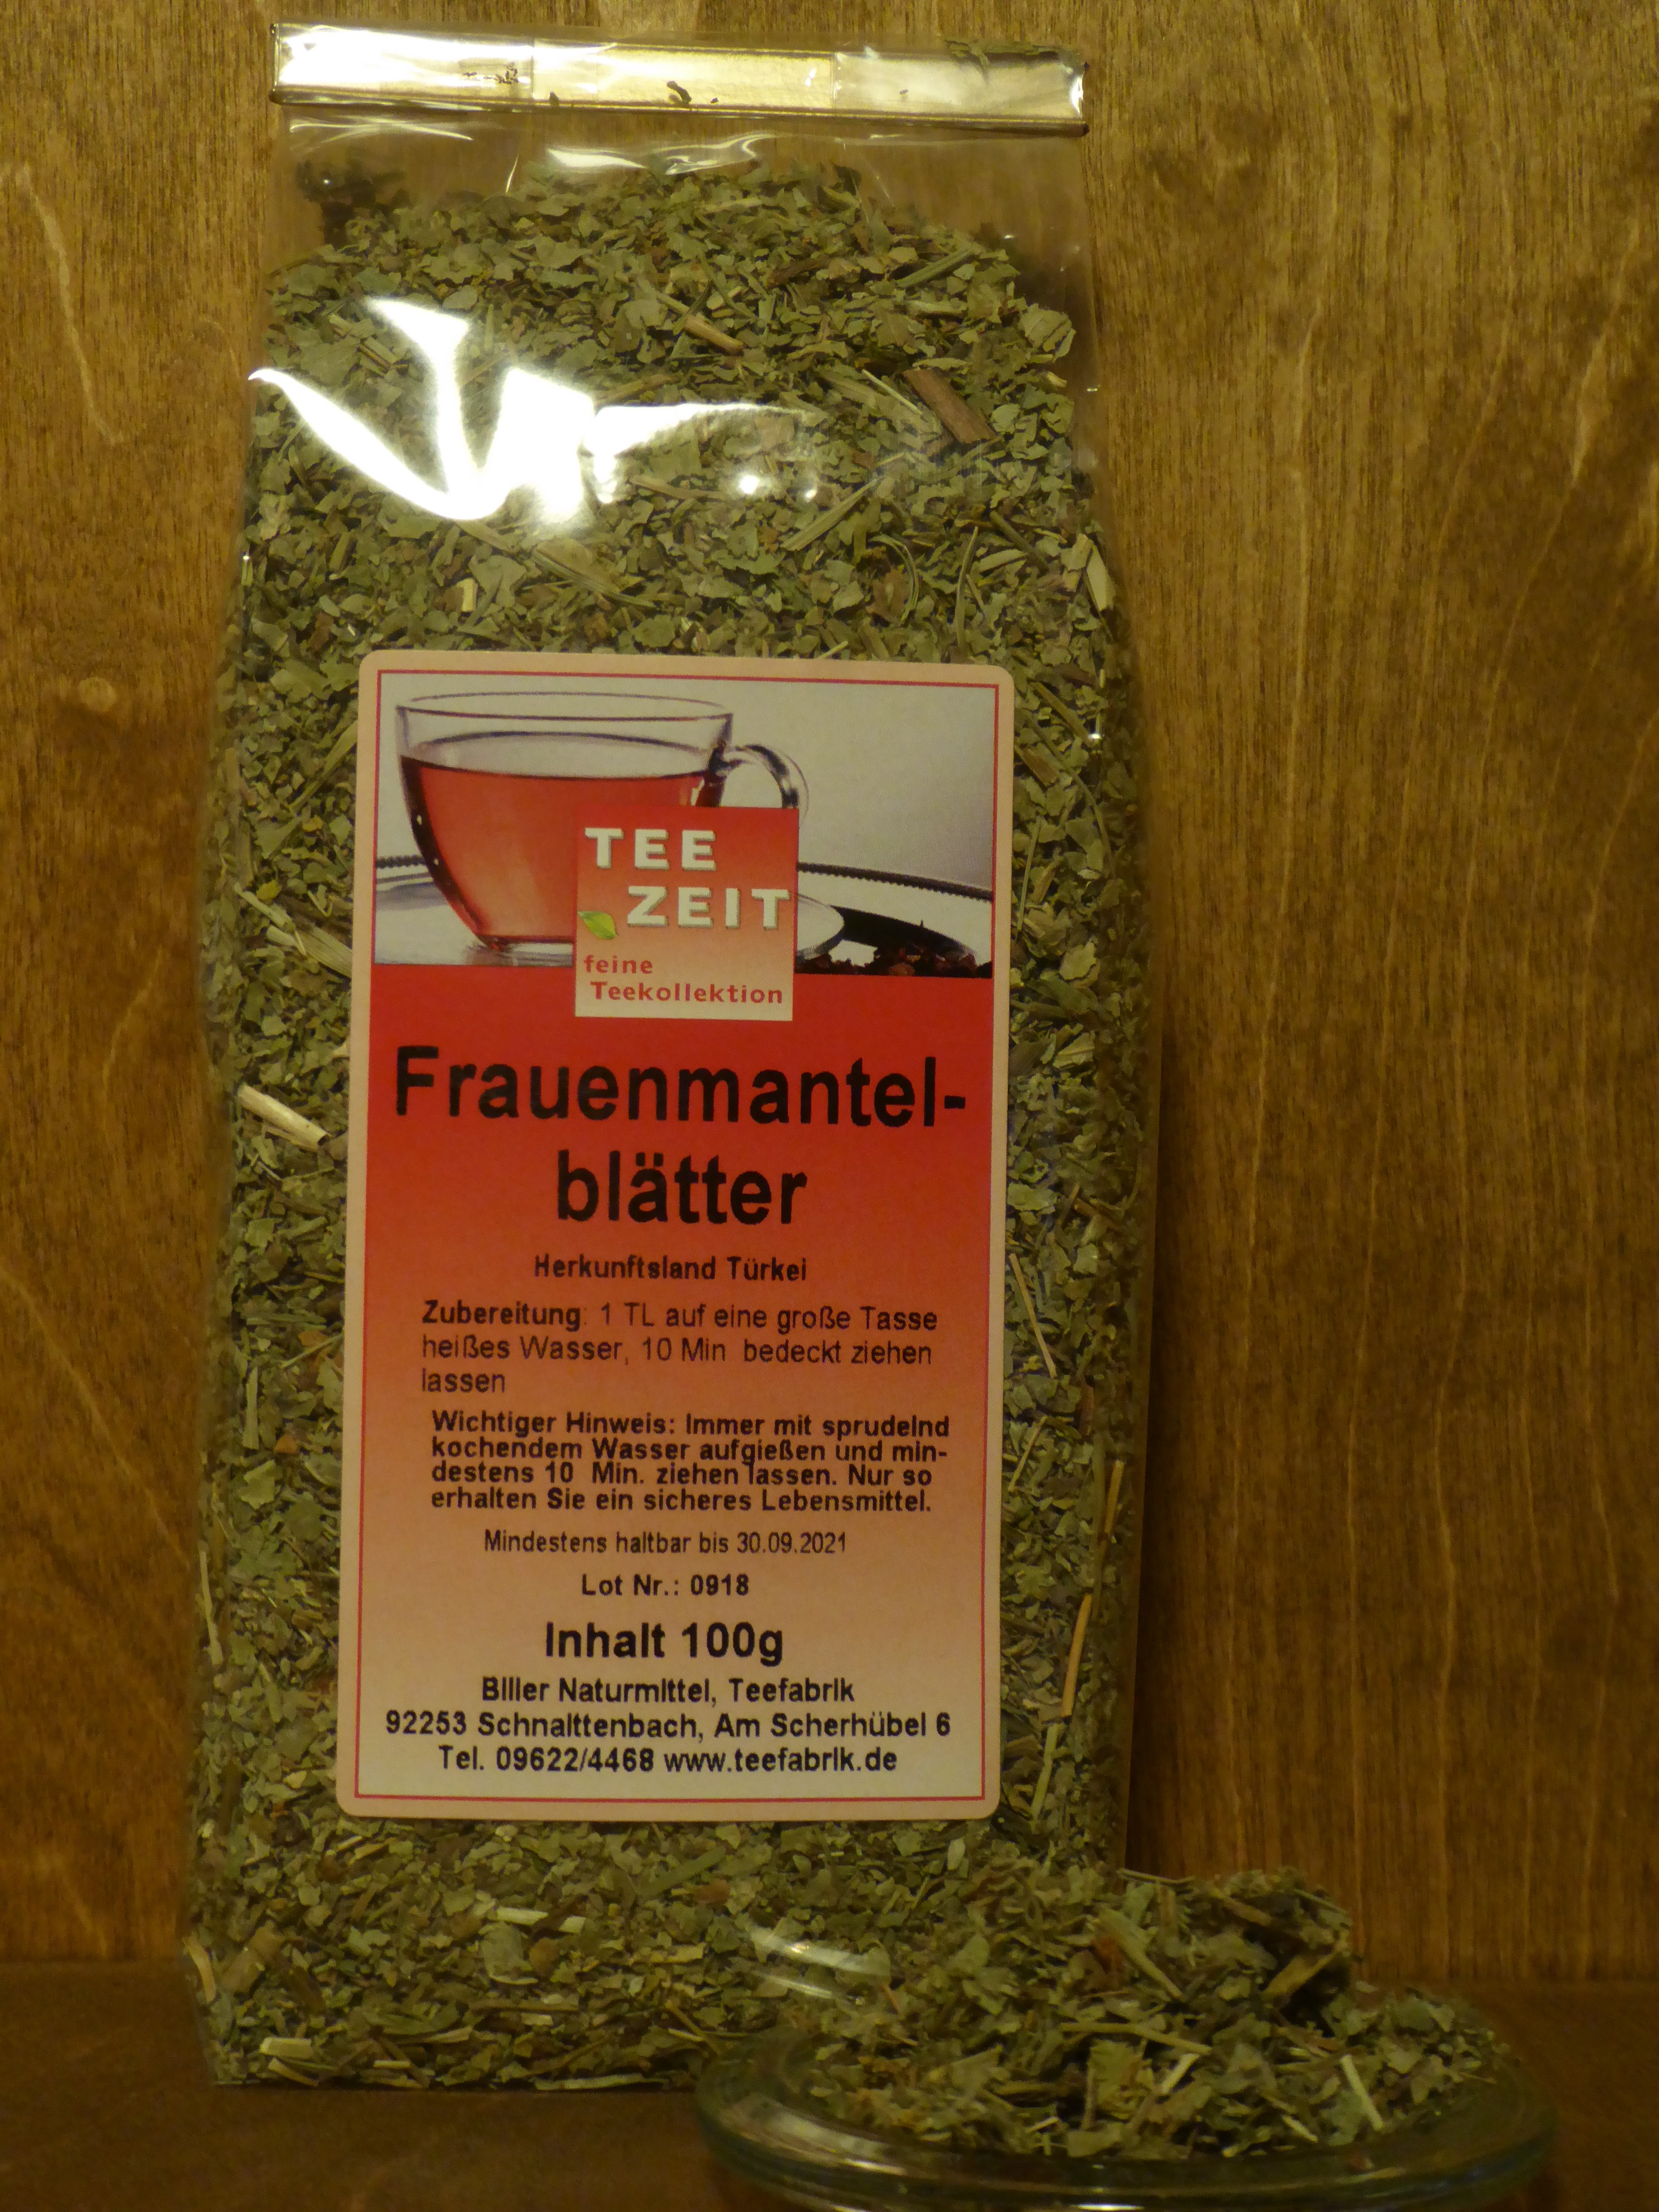 TEE
ZEIT
feine
Teekollektion
Frauenmantel-
blätter
Herkunftsland Türkei
Zubereitung: 1 TL auf eine große Tasse
heißes Wasser, 10 Min bedeckt ziehen
lassen
Wichtiger Hinweis: Immer mit sprudelnd
kochendem Wasser aufgießen und min-
destens 10 Min. ziehen lassen. Nur so
erhalten Sie ein sicheres Lebensmittel.
Mindestens haltbar bis 30.09.2021
Lot Nr.: 0918
Inhalt 100g
Biller Naturmittel, Teefabrik
92253 Schnaittenbach, Am Scherhübel 6
Tel. 09622/4468 www.teefabrik.de